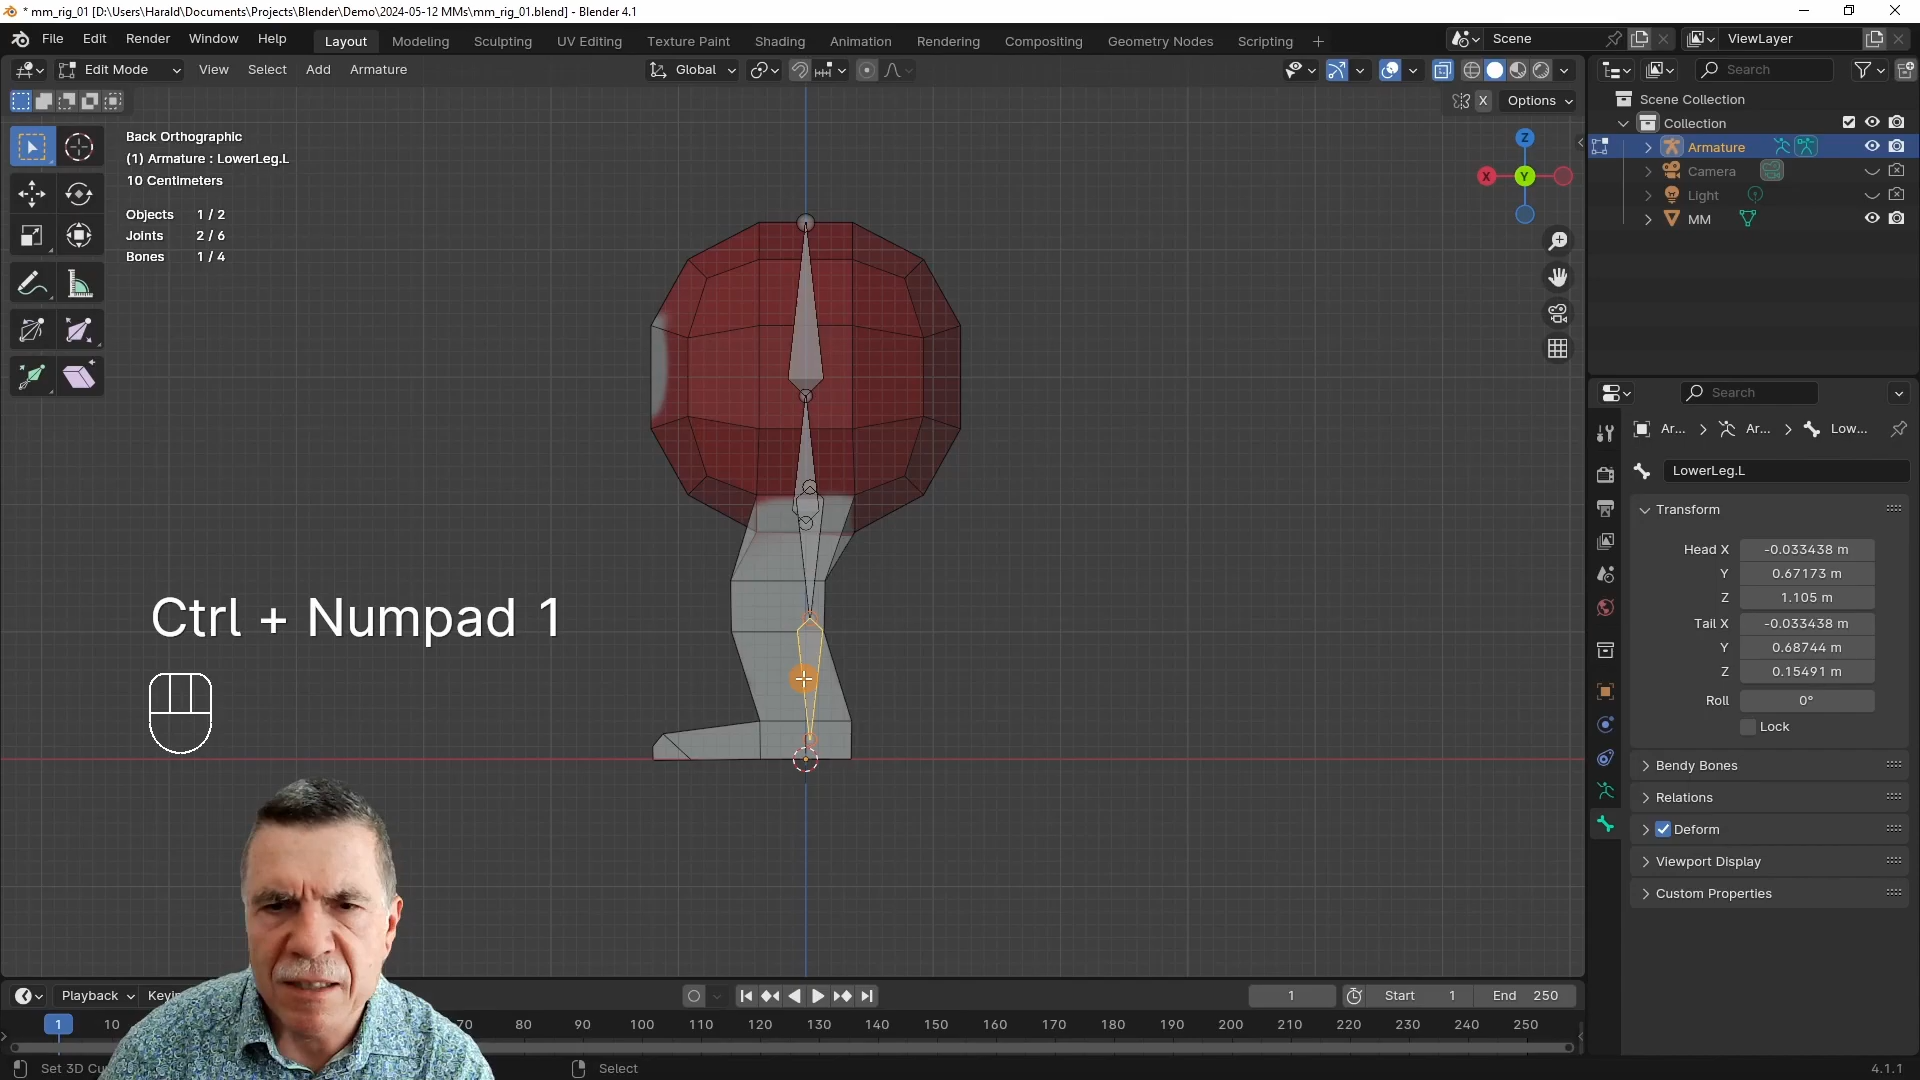 * mm_rig_01 [D:\Users\Harald\Documents\Projects\Blender\Demo\2024-05-12 MMs\mm_rig_01.blend] - Blender 4.1
File Edit Render Window Help
Layout Modeling Sculpting UV Editing Texture Paint Shading Animation Rendering Compositing Geometry Nodes Scripting +
Scene
ViewLayer
Edit Mode View Select Add Armature
Global
Search
X Options
Back Orthographic
(1) Armature : LowerLeg.L
10 Centimeters
Objects 1 / 2
Joints 2 / 6
Bones 1 / 4
Z
X Y
Scene Collection
Collection
Armature
Camera
Light
MM
Search
Ar... > Ar... > Low...
LowerLeg.L
Transform
Head X -0.033438 m
Y 0.67173 m
Z 1.105 m
Tail X -0.033438 m
Y 0.68744 m
Z 0.15491 m
Roll 0°
Lock
Bendy Bones
Relations
Deform
Viewport Display
Custom Properties
Ctrl + Numpad 1
Playback
1
Start 1
End 250
1 10 70 80 90 100 110 120 130 140 150 160 170 180 190 200 210 220 230 240 250
Set 3D Cu
Select
4.1.1